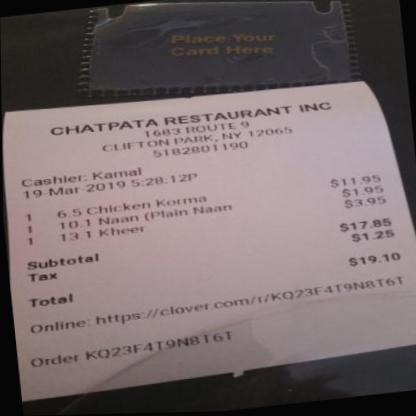 Place Your
Card Here
CHATPATA RESTAURANT INC
1683 ROUTE 9
CLIFTON PARK, NY 12065
5182801190
Cashier: Kamal
19-Mar-2019 5:28:12P
1 6.5 Chicken Korma $11.95
1 10.1 Naan (Plain Naan $1.95
1 13.1 Kheer $3.95
Subtotal $17.85
Tax $1.25
Total $19.10
Online: https://clover.com/r/KQ23F4T9N8T6T
Order KQ23F4T9N8T6T